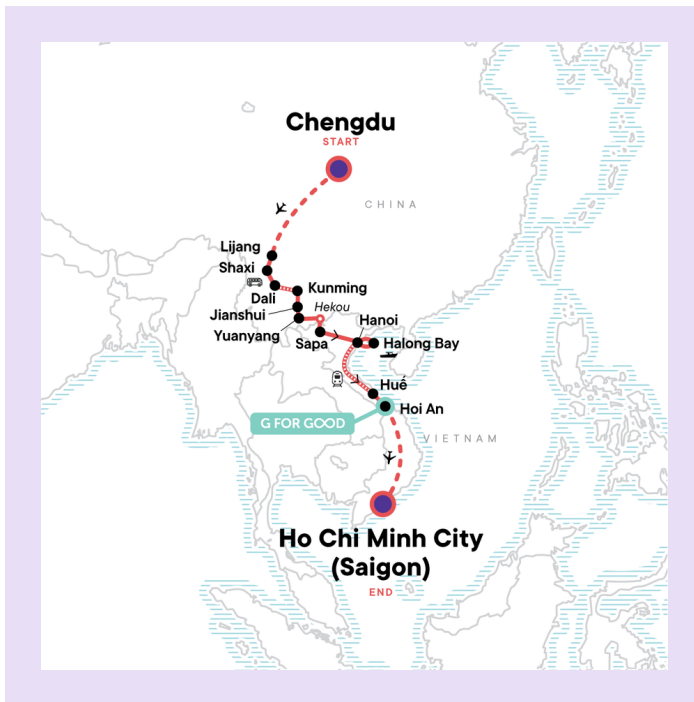 Chengdu
START
CHINA
Lijang
Shaxi
Dali
Kunming
Hekou
Jianshui
Hanoi
Yuanyang
Sapa
Halong Bay
Hué
Hoi An
G FOR GOOD
VIETNAM
Ho Chi Minh City
(Saigon)
END